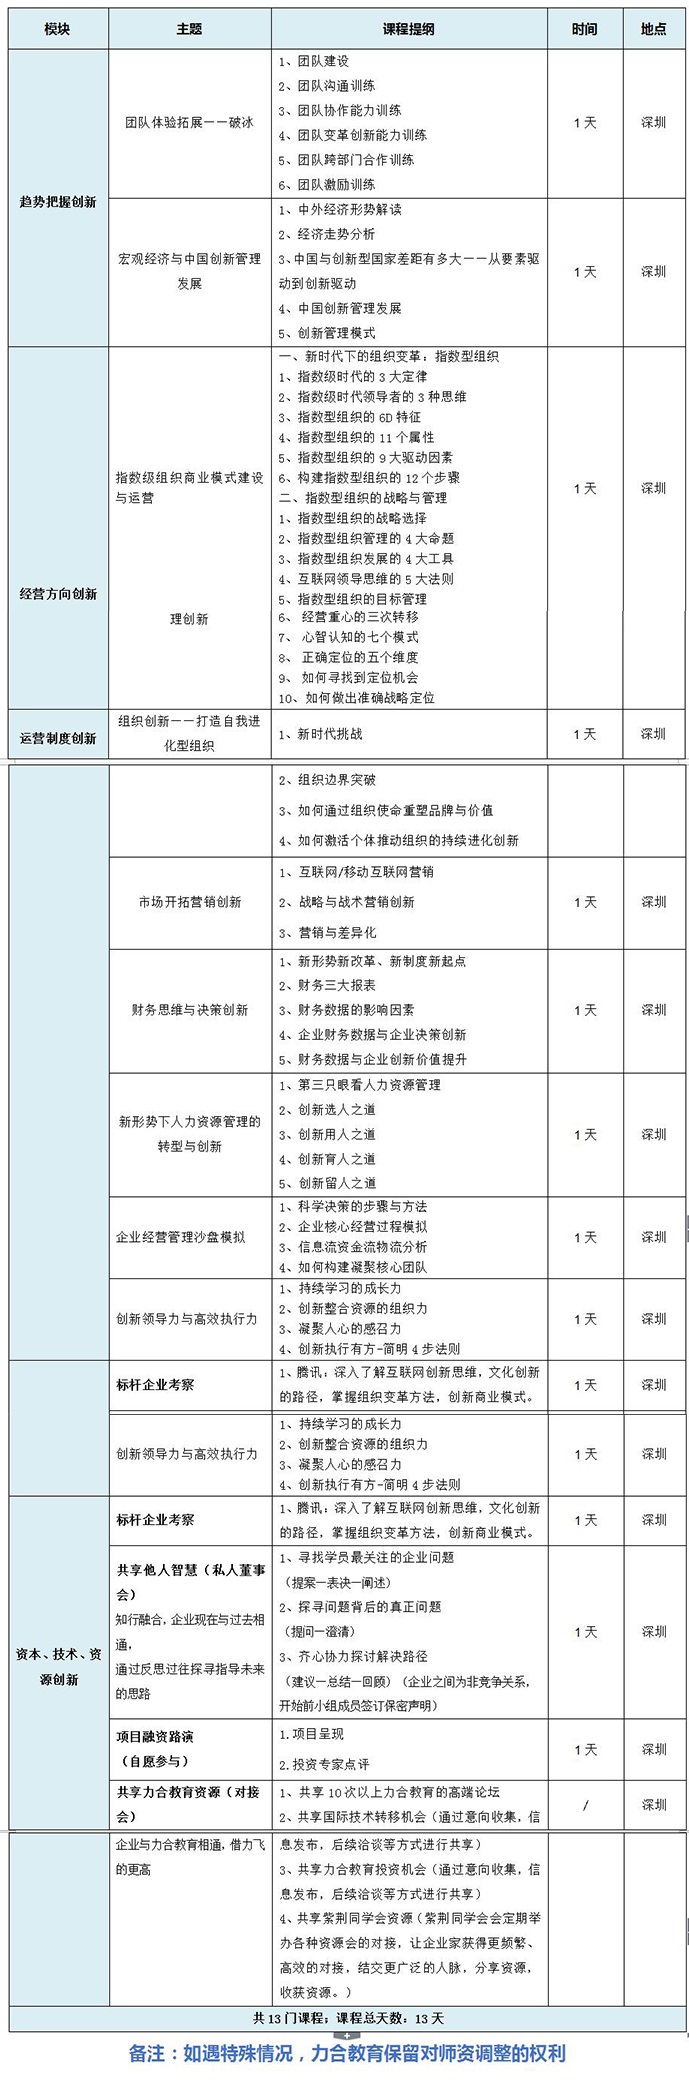 模块 主题 课程提纲 时间 地点
趋势把握创新
团队体验拓展——破冰
1、团队建设
2、团队沟通训练
3、团队协作能力训练
4、团队变革创新能力训练
5、团队跨部门合作训练
6、团队激励训练
1天
深圳
宏观经济与中国创新管理
发展
1、中外经济形势解读
2、经济走势分析
3、中国与创新型国家差距有多大——从要素驱
动到创新驱动
4、中国创新管理发展
5、创新管理模式
1天
深圳
经营方向创新
指数级组织商业模式建设
与运营
一、新时代下的组织变革：指数型组织
1、指数级时代的3大定律
2、指数级时代领导者的3种思维
3、指数型组织的6D特征
4、指数型组织的11个属性
5、指数型组织的9大驱动因素
6、构建指数型组织的12个步骤
二、指数型组织的战略与管理
1、指数型组织的战略选择
2、指数型组织管理的4大命题
3、指数型组织发展的4大工具
4、互联网领导思维的5大法则
5、指数型组织的目标管理
1天
深圳
理创新
6、 经营重心的三次转移
7、 心智认知的七个模式
8、 正确定位的五个维度
9、 如何寻找到定位机会
10、如何做出准确战略定位
运营制度创新
组织创新——打造自我进
化型组织
1、新时代挑战
1天
深圳
2、组织边界突破
3、如何通过组织使命重塑品牌与价值
4、如何激活个体推动组织的持续进化创新
市场开拓营销创新
1、互联网/移动互联网营销
2、战略与战术营销创新
3、营销与差异化
1天
深圳
财务思维与决策创新
1、新形势新改革、新制度新起点
2、财务三大报表
3、财务数据的影响因素
4、企业财务数据与企业决策创新
5、财务数据与企业创新价值提升
1天
深圳
新形势下人力资源管理的
转型与创新
1、第三只眼看人力资源管理
2、创新选人之道
3、创新用人之道
4、创新育人之道
5、创新留人之道
1天
深圳
企业经营管理沙盘模拟
1、科学决策的步骤与方法
2、企业核心经营过程模拟
3、信息流资金流物流分析
4、如何构建凝聚核心团队
1天
深圳
创新领导力与高效执行力
1、持续学习的成长力
2、创新整合资源的组织力
3、凝聚人心的感召力
4、创新执行有方-简明4步法则
1天
深圳
标杆企业考察
1、腾讯：深入了解互联网创新思维，文化创新
的路径，掌握组织变革方法，创新商业模式。
1天
深圳
创新领导力与高效执行力
1、持续学习的成长力
2、创新整合资源的组织力
3、凝聚人心的感召力
4、创新执行有方-简明4步法则
1天
深圳
资本、技术、资
源创新
标杆企业考察
1、腾讯：深入了解互联网创新思维，文化创新
的路径，掌握组织变革方法，创新商业模式。
1天
深圳
共享他人智慧（私人董事
会）
知行融合，企业现在与过去相
通，
通过反思过往探寻指导未来
的思路
1、寻找学员最关注的企业问题
（提案—表决—阐述）
2、探寻问题背后的真正问题
（提问—澄清）
3、齐心协力探讨解决路径
（建议—总结—回顾）（企业之间为非竞争关系，
开始前小组成员签订保密声明）
1天
深圳
项目融资路演
（自愿参与）
1.项目呈现
2.投资专家点评
1天
深圳
共享力合教育资源（对接
会）
1、共享10次以上力合教育的高端论坛
2、共享国际技术转移机会（通过意向收集，信
/
深圳
企业与力合教育相通，借力飞
的更高
息发布，后续洽谈等方式进行共享）
3、共享力合教育投资机会（通过意向收集，信
息发布，后续洽谈等方式进行共享）
4、共享紫荆同学会资源（紫荆同学会会定期举
办各种资源会的对接，让企业家获得更频繁、
高效的对接，结交更广泛的人脉，分享资源，
收获资源。）
共13门课程；课程总天数：13天
备注：如遇特殊情况，力合教育保留对师资调整的权利